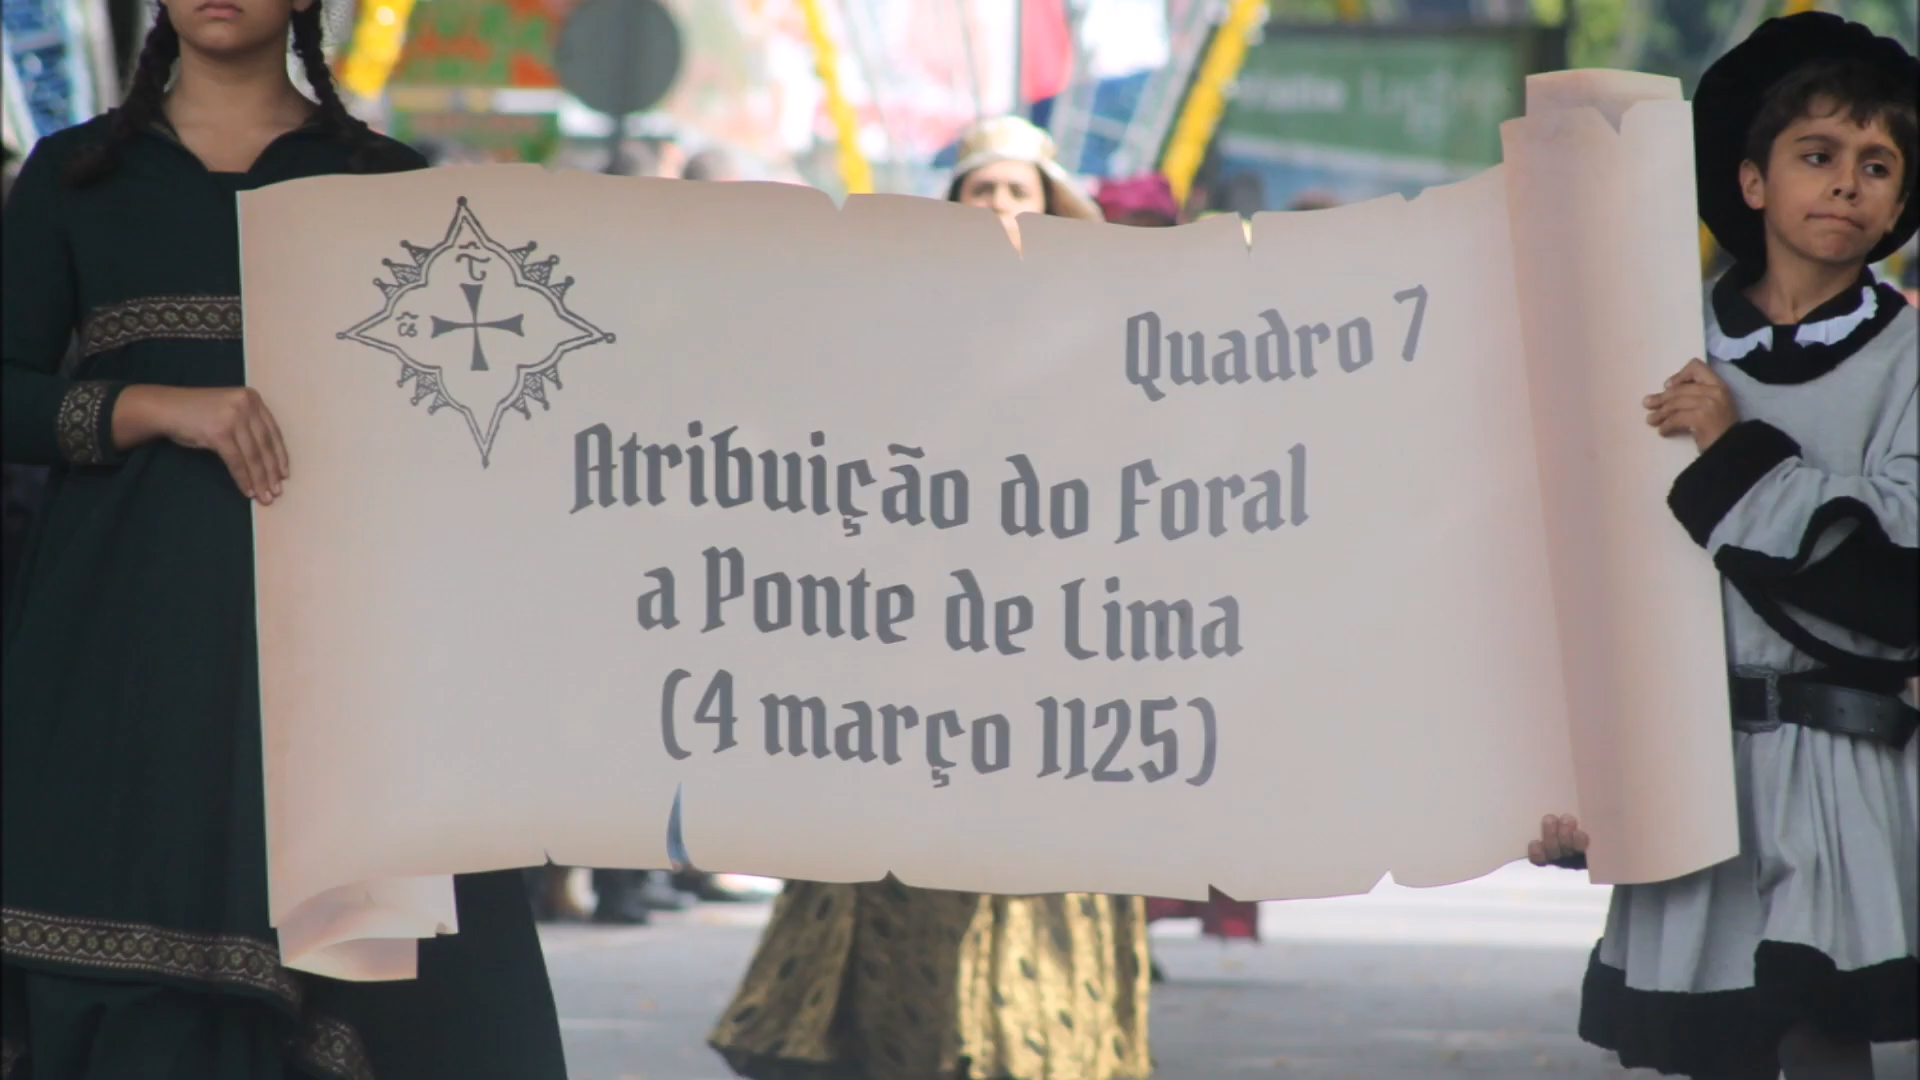 Quadro 7
Atribuição do Foral
a Ponte de Lima
(4 março 1125)